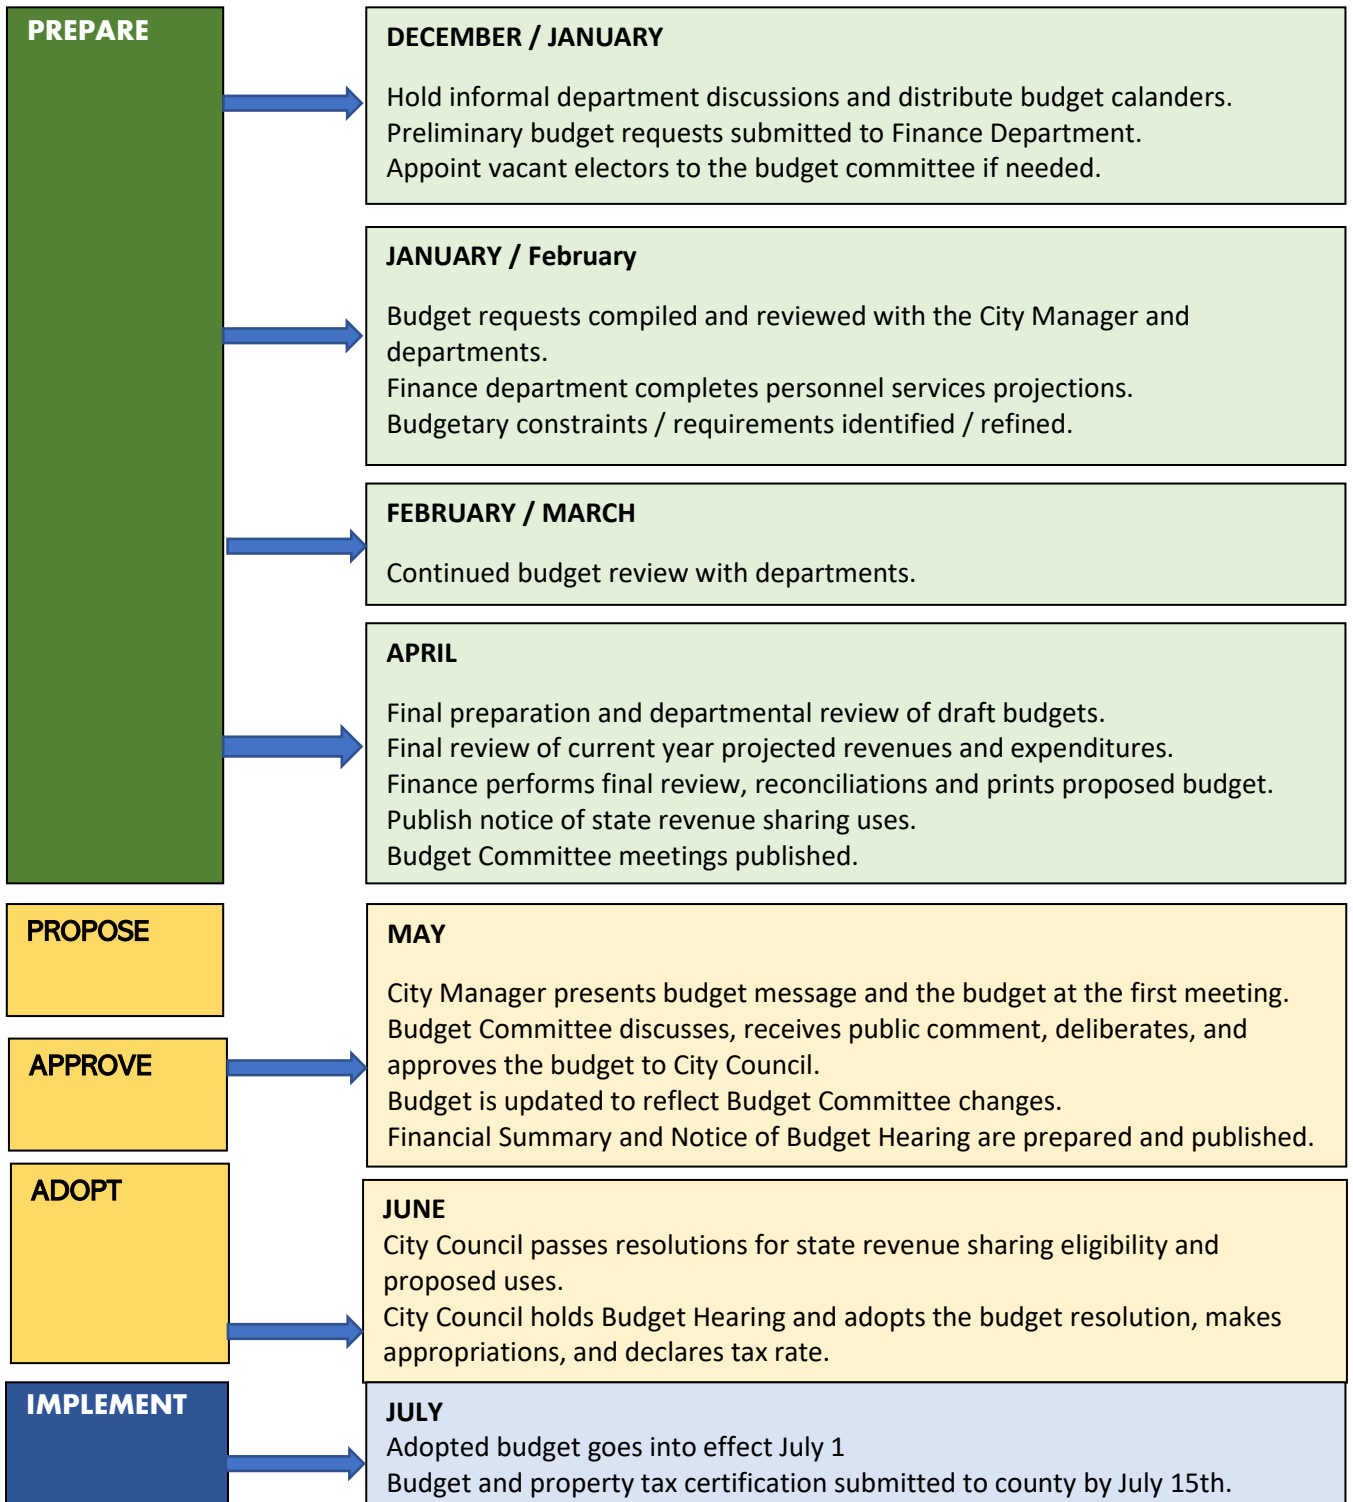 PREPARE
DECEMBER / JANUARY
Hold informal department discussions and distribute budget calanders.
Preliminary budget requests submitted to Finance Department.
Appoint vacant electors to the budget committee if needed.
JANUARY / February
Budget requests compiled and reviewed with the City Manager and
departments.
Finance department completes personnel services projections.
Budgetary constraints / requirements identified / refined.
FEBRUARY / MARCH
Continued budget review with departments.
APRIL
Final preparation and departmental review of draft budgets.
Final review of current year projected revenues and expenditures.
Finance performs final review, reconciliations and prints proposed budget.
Publish notice of state revenue sharing uses.
Budget Committee meetings published.
PROPOSE
APPROVE
MAY
City Manager presents budget message and the budget at the first meeting.
Budget Committee discusses, receives public comment, deliberates, and
approves the budget to City Council.
Budget is updated to reflect Budget Committee changes.
Financial Summary and Notice of Budget Hearing are prepared and published.
ADOPT
JUNE
City Council passes resolutions for state revenue sharing eligibility and
proposed uses.
City Council holds Budget Hearing and adopts the budget resolution, makes
appropriations, and declares tax rate.
IMPLEMENT
JULY
Adopted budget goes into effect July 1
Budget and property tax certification submitted to county by July 15th.